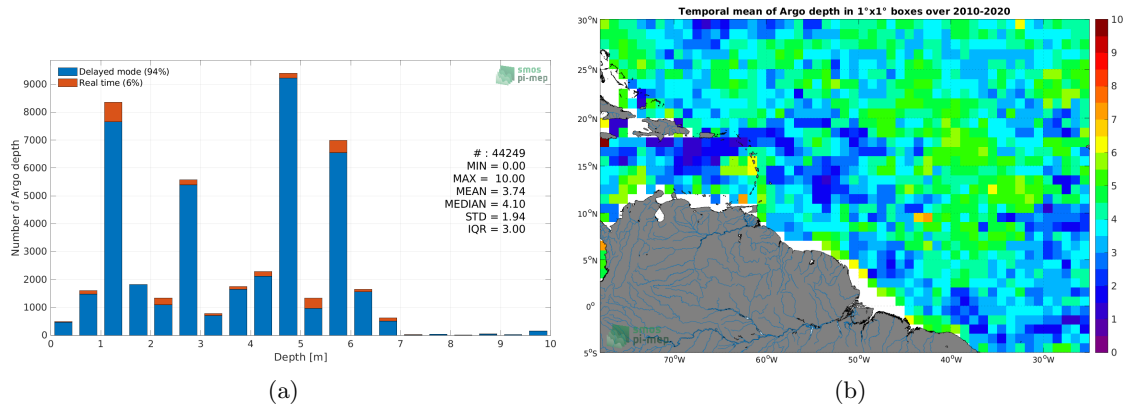 Delayed mode (94%)
Real time (6%)
smos
pi-mep
9000
8000
7000
6000
5000
4000
3000
2000
1000
0
Number of Argo depth
# : 44249
MIN = 0.00
MAX = 10.00
MEAN = 3.74
MEDIAN = 4.10
STD = 1.94
IQR = 3.00
0 1 2 3 4 5 6 7 8 9 10
Depth [m]
(a)
Temporal mean of Argo depth in 1°x1° boxes over 2010-2020
30°N
25°N
20°N
15°N
10°N
5°N
0°
5°S
70°W 60°W 50°W 40°W 30°W
smos
pi-mep
10
9
8
7
6
5
4
3
2
1
0
(b)